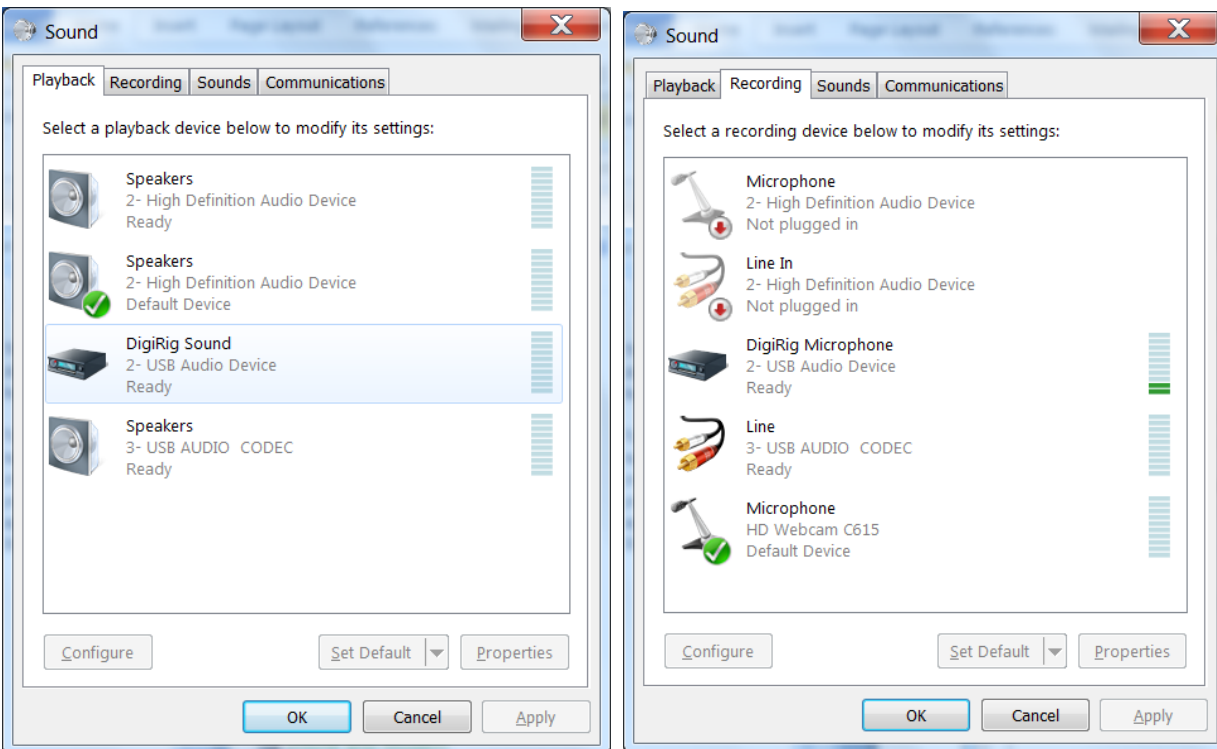 Sound
Playback Recording Sounds Communications
Select a playback device below to modify its settings:
Speakers
2- High Definition Audio Device
Ready
Speakers
2- High Definition Audio Device
Default Device
DigiRig Sound
2- USB Audio Device
Ready
Speakers
3- USB AUDIO  CODEC
Ready
Configure Set Default Properties
OK Cancel Apply
Sound
Playback Recording Sounds Communications
Select a recording device below to modify its settings:
Microphone
2- High Definition Audio Device
Not plugged in
Line In
2- High Definition Audio Device
Not plugged in
DigiRig Microphone
2- USB Audio Device
Ready
Line
3- USB AUDIO  CODEC
Ready
Microphone
HD Webcam C615
Default Device
Configure Set Default Properties
OK Cancel Apply